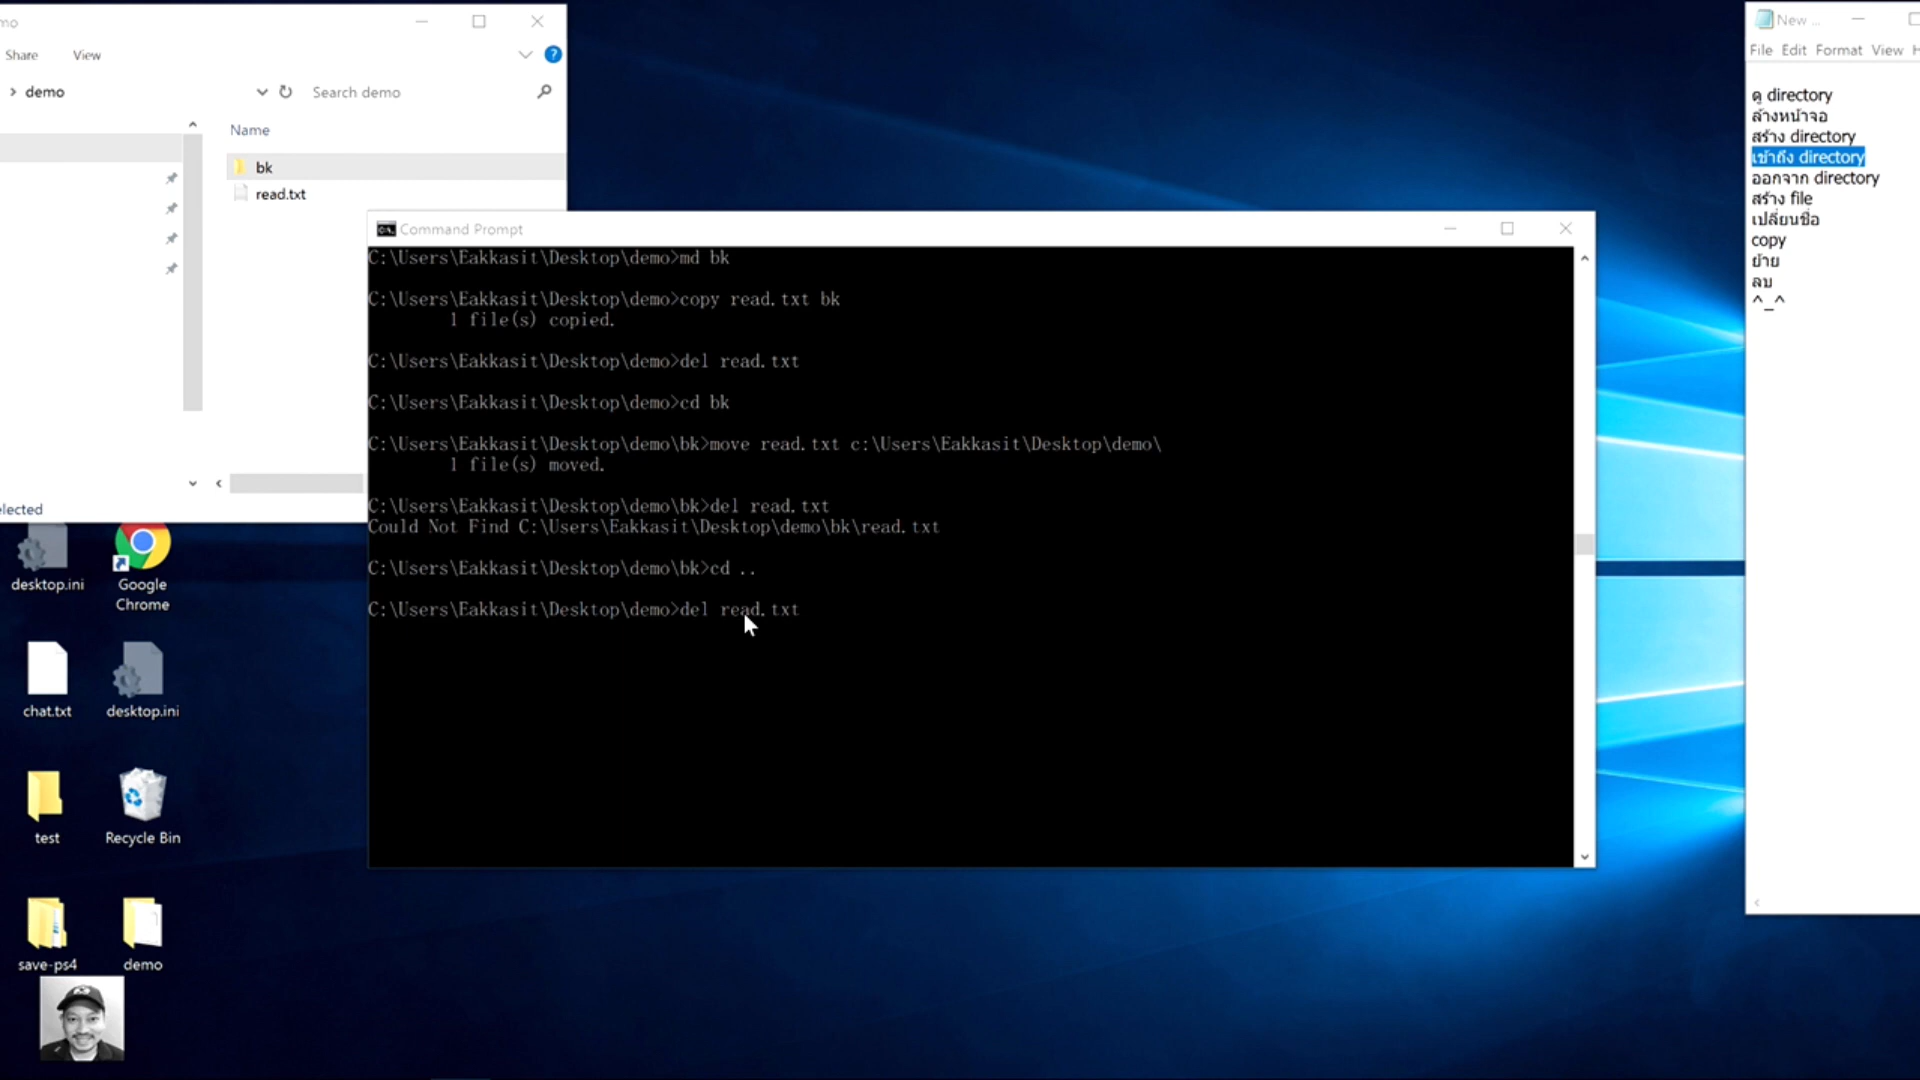 mo
Share View
demo
Search demo
Name
bk
read.txt
elected
Command Prompt
C:\Users\Eakkasit\Desktop\demo>md bk
C:\Users\Eakkasit\Desktop\demo>copy read.txt bk
1 file(s) copied.
C:\Users\Eakkasit\Desktop\demo>del read.txt
C:\Users\Eakkasit\Desktop\demo>cd bk
C:\Users\Eakkasit\Desktop\demo\bk>move read.txt c:\Users\Eakkasit\Desktop\demo\
1 file(s) moved.
C:\Users\Eakkasit\Desktop\demo\bk>del read.txt
Could Not Find C:\Users\Eakkasit\Desktop\demo\bk\read.txt
C:\Users\Eakkasit\Desktop\demo\bk>cd ..
C:\Users\Eakkasit\Desktop\demo>del read.txt
desktop.ini
Google
Chrome
chat.txt
desktop.ini
test
Recycle Bin
save-ps4
demo
New ...
File Edit Format View H
ดู directory
ล้างหน้าจอ
สร้าง directory
เข้าถึง directory
ออกจาก directory
สร้าง file
เปลี่ยนชื่อ
copy
ย้าย
ลบ
^_^